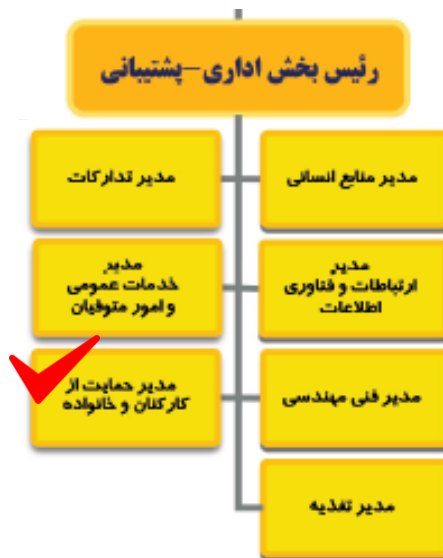 رئیس بخش اداری-پشتیبانی
مدیر منابع انسانی
مدیر تدارکات
مدیر
ارتباطات و فناوری
اطلاعات
مدیر
خدمات عمومی
و امور متوفیان
مدیر فنی مهندسی
مدیر حمایت از
کارکنان و خانواده
مدیر تغذیه